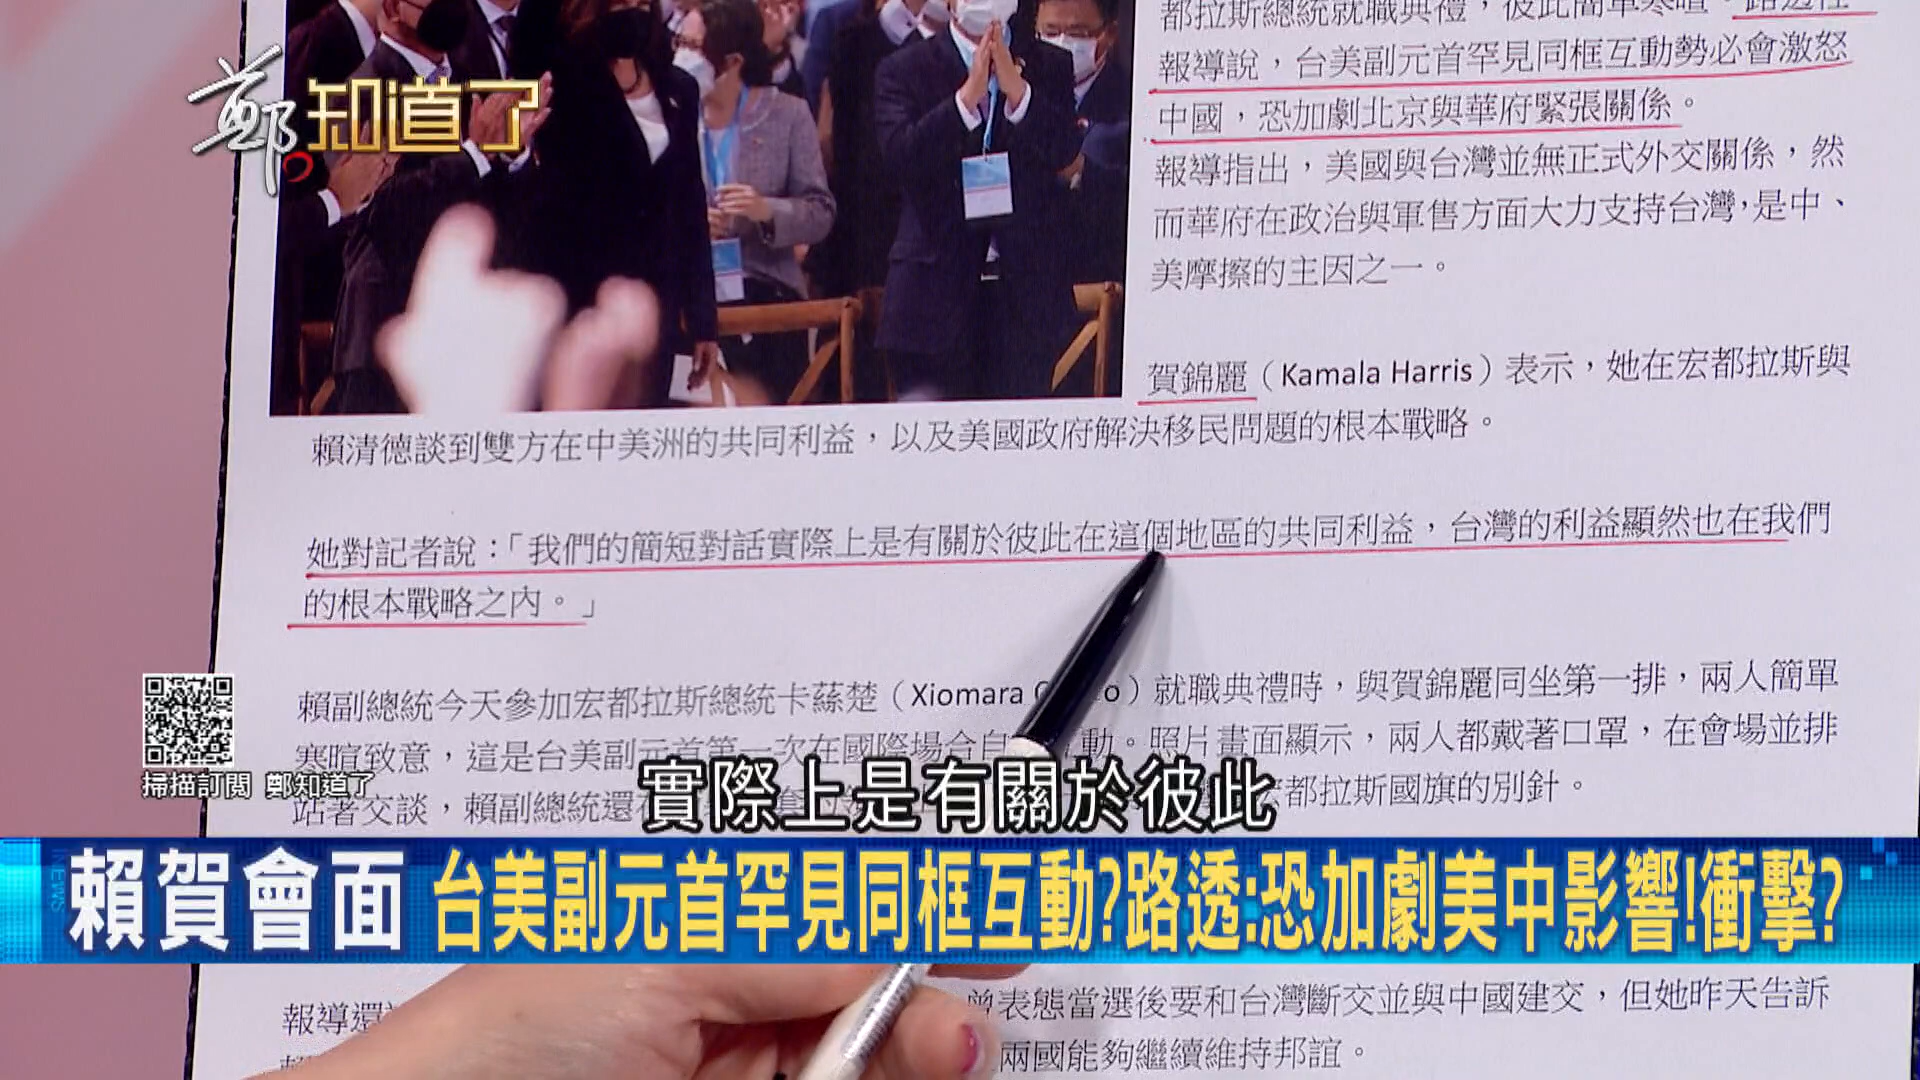 都拉斯總統就職典禮，彼此簡單寒暄。路透社
報導說，台美副元首罕見同框互動勢必會激怒
中國，恐加劇北京與華府緊張關係。
報導指出，美國與台灣並無正式外交關係，然
而華府在政治與軍售方面大力支持台灣，是中、
美摩擦的主因之一。
鄭知道了
賀錦麗（Kamala Harris）表示，她在宏都拉斯與
賴清德談到雙方在中美洲的共同利益，以及美國政府解決移民問題的根本戰略。
她對記者說：「我們的簡短對話實際上是有關於彼此在這個地區的共同利益，台灣的利益顯然也在我們
的根本戰略之內。」
賴副總統今天參加宏都拉斯總統卡蘇楚（Xiomara）就職典禮時，與賀錦麗同坐第一排，兩人簡單
寒暄致意，這是台美副元首第一次在國際場合自動。照片畫面顯示，兩人都戴著口罩，在會場並排
站著交談，賴副總統還宏都拉斯國旗的別針。
掃描訂閱 鄭知道了
實際上是有關於彼此
賴賀會面 台美副元首罕見同框互動?路透:恐加劇美中影響!衝擊?
NEWS
報導還曾表態當選後要和台灣斷交並與中國建交，但她昨天告訴
兩國能夠繼續維持邦誼。